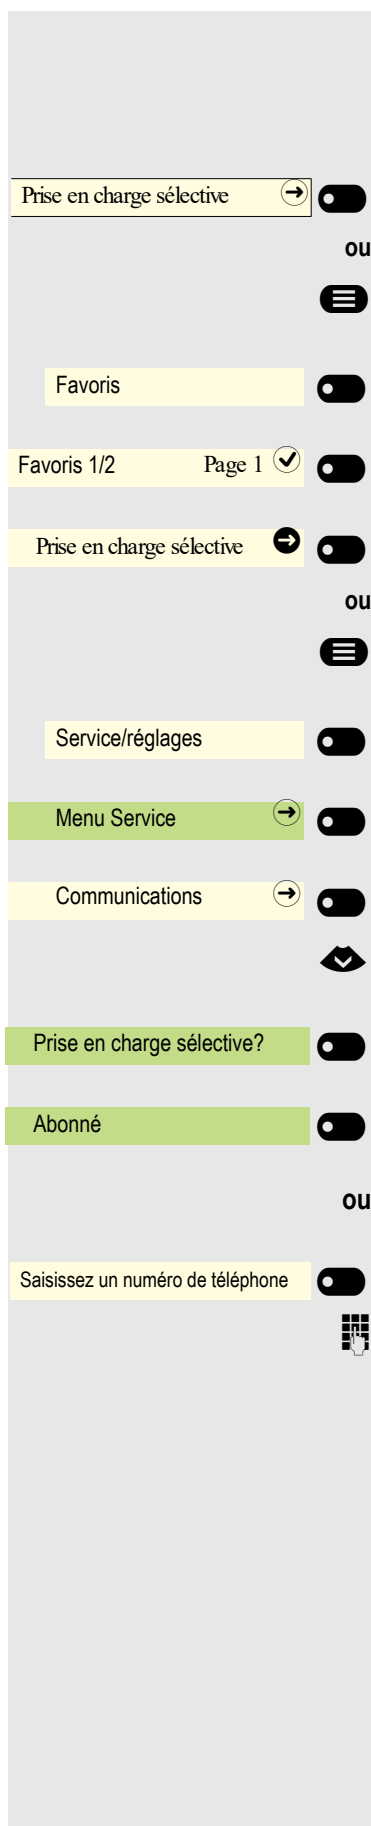 Prise en charge sélective
ou
Favoris
Favoris 1/2 Page 1
Prise en charge sélective
ou
Service/réglages
Menu Service
Communications
Prise en charge sélective?
Abonné
ou
Saisissez un numéro de téléphone